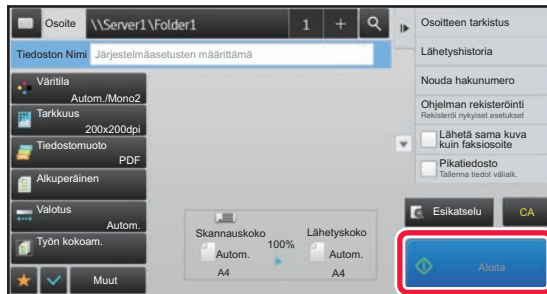 Osoite
\\Server1\Folder1
1
+
Tiedoston Nimi
Järjestelmäasetusten määrittämä
Väritila
Autom./Mono2
Tarkkuus
200x200dpi
Tiedostomuoto
PDF
Alkuperäinen
Valotus
Autom.
Työn kokoam.
Muut
Skannauskoko
100%
Lähetyskoko
Autom.
Autom.
A4
A4
Osoitteen tarkistus
Lähetyshistoria
Nouda hakunumero
Ohjelman rekisteröinti
Rekisteröi nykyiset asetukset
Lähetä sama kuva
kuin faksiosoite
Pikatiedosto
Tallenna tiedot väliaik.
Esikatselu
CA
Aloita